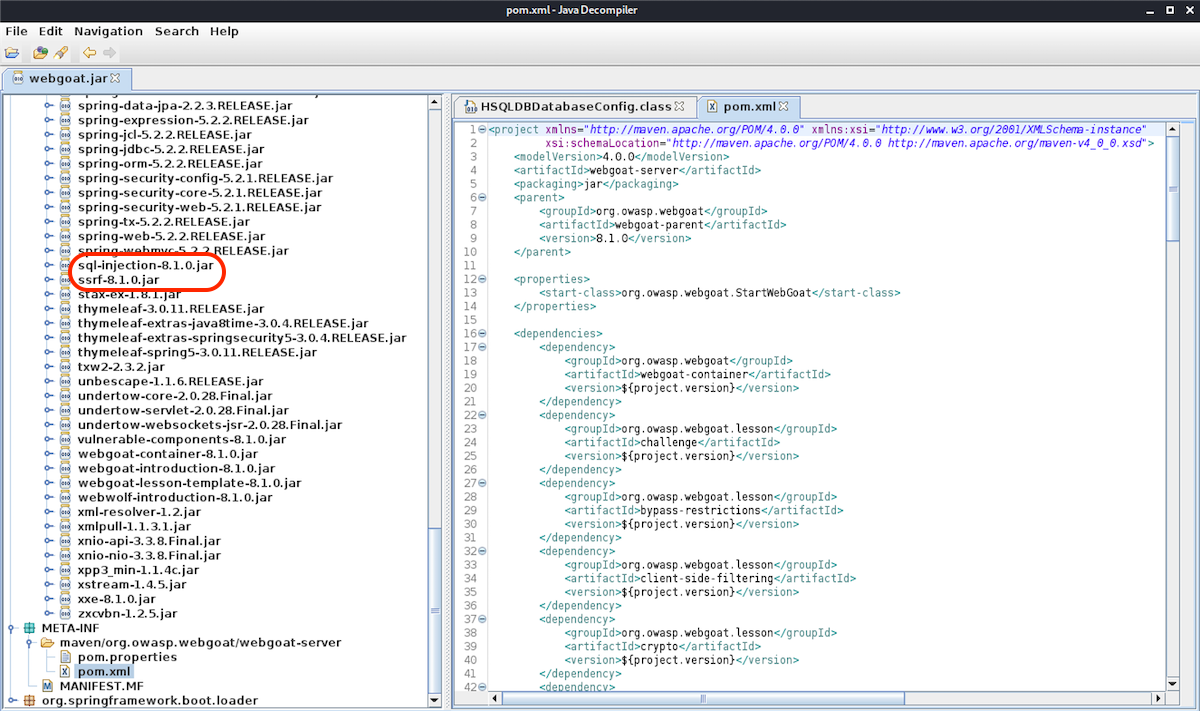 pom.xml - Java Decompiler
File Edit Navigation Search Help
webgoat.jar
spring-data-jpa-2.2.3.RELEASE.jar
spring-expression-5.2.2.RELEASE.jar
spring-jcl-5.2.2.RELEASE.jar
spring-jdbc-5.2.2.RELEASE.jar
spring-orm-5.2.2.RELEASE.jar
spring-security-config-5.2.1.RELEASE.jar
spring-security-core-5.2.1.RELEASE.jar
spring-security-web-5.2.1.RELEASE.jar
spring-tx-5.2.2.RELEASE.jar
spring-web-5.2.2.RELEASE.jar
spring-webmvc-5.2.2.RELEASE.jar
sql-injection-8.1.0.jar
ssrf-8.1.0.jar
stax-ex-1.8.1.jar
thymeleaf-3.0.11.RELEASE.jar
thymeleaf-extras-java8time-3.0.4.RELEASE.jar
thymeleaf-extras-springsecurity5-3.0.4.RELEASE.jar
thymeleaf-spring5-3.0.11.RELEASE.jar
txw2-2.3.2.jar
unbescape-1.1.6.RELEASE.jar
undertow-core-2.0.28.Final.jar
undertow-servlet-2.0.28.Final.jar
undertow-websockets-jsr-2.0.28.Final.jar
vulnerable-components-8.1.0.jar
webgoat-container-8.1.0.jar
webgoat-introduction-8.1.0.jar
webgoat-lesson-template-8.1.0.jar
webwolf-introduction-8.1.0.jar
xml-resolver-1.2.jar
xmlpull-1.1.3.1.jar
xnio-api-3.3.8.Final.jar
xnio-nio-3.3.8.Final.jar
xpp3_min-1.1.4c.jar
xstream-1.4.5.jar
xxe-8.1.0.jar
zxcvbn-1.2.5.jar
META-INF
maven/org.owasp.webgoat/webgoat-server
pom.properties
pom.xml
MANIFEST.MF
org.springframework.boot.loader
HSQLDBDatabaseConfig.class pom.xml
1 <project xmlns="http://maven.apache.org/POM/4.0.0" xmlns:xsi="http://www.w3.org/2001/XMLSchema-instance"
2 xsi:schemaLocation="http://maven.apache.org/POM/4.0.0 http://maven.apache.org/maven-v4_0_0.xsd">
3 <modelVersion>4.0.0</modelVersion>
4 <artifactId>webgoat-server</artifactId>
5 <packaging>jar</packaging>
6 <parent>
7 <groupId>org.owasp.webgoat</groupId>
8 <artifactId>webgoat-parent</artifactId>
9 <version>8.1.0</version>
10 </parent>
11
12 <properties>
13 <start-class>org.owasp.webgoat.StartWebGoat</start-class>
14 </properties>
15
16 <dependencies>
17 <dependency>
18 <groupId>org.owasp.webgoat</groupId>
19 <artifactId>webgoat-container</artifactId>
20 <version>${project.version}</version>
21 </dependency>
22 <dependency>
23 <groupId>org.owasp.webgoat.lesson</groupId>
24 <artifactId>challenge</artifactId>
25 <version>${project.version}</version>
26 </dependency>
27 <dependency>
28 <groupId>org.owasp.webgoat.lesson</groupId>
29 <artifactId>bypass-restrictions</artifactId>
30 <version>${project.version}</version>
31 </dependency>
32 <dependency>
33 <groupId>org.owasp.webgoat.lesson</groupId>
34 <artifactId>client-side-filtering</artifactId>
35 <version>${project.version}</version>
36 </dependency>
37 <dependency>
38 <groupId>org.owasp.webgoat.lesson</groupId>
39 <artifactId>crypto</artifactId>
40 <version>${project.version}</version>
41 </dependency>
42 <dependency>